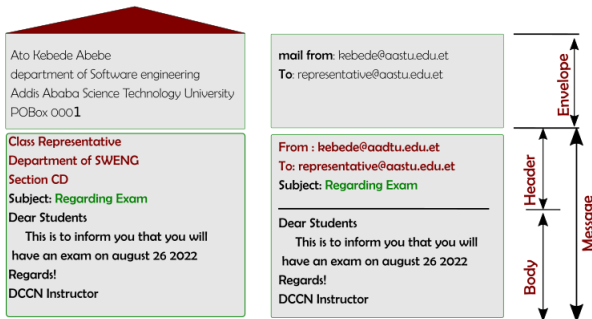 Ato Kebede Abebe
department of Software engineering
Addis Ababa Science Technology University
POBox 0001
Class Representative
Department of SWENG
Section CD
Subject: Regarding Exam
Dear Students
This is to inform you that you will
have an exam on august 26 2022
Regards!
DCCN Instructor
mail from: kebede@aastu.edu.et
To: representative@aastu.edu.et
From : kebede@aadtu.edu.et
To: representative@aastu.edu.et
Subject: Regarding Exam
Dear Students
This is to inform you that you will
have an exam on august 26 2022
Regards!
DCCN Instructor
Envelope
Header
Body
Message